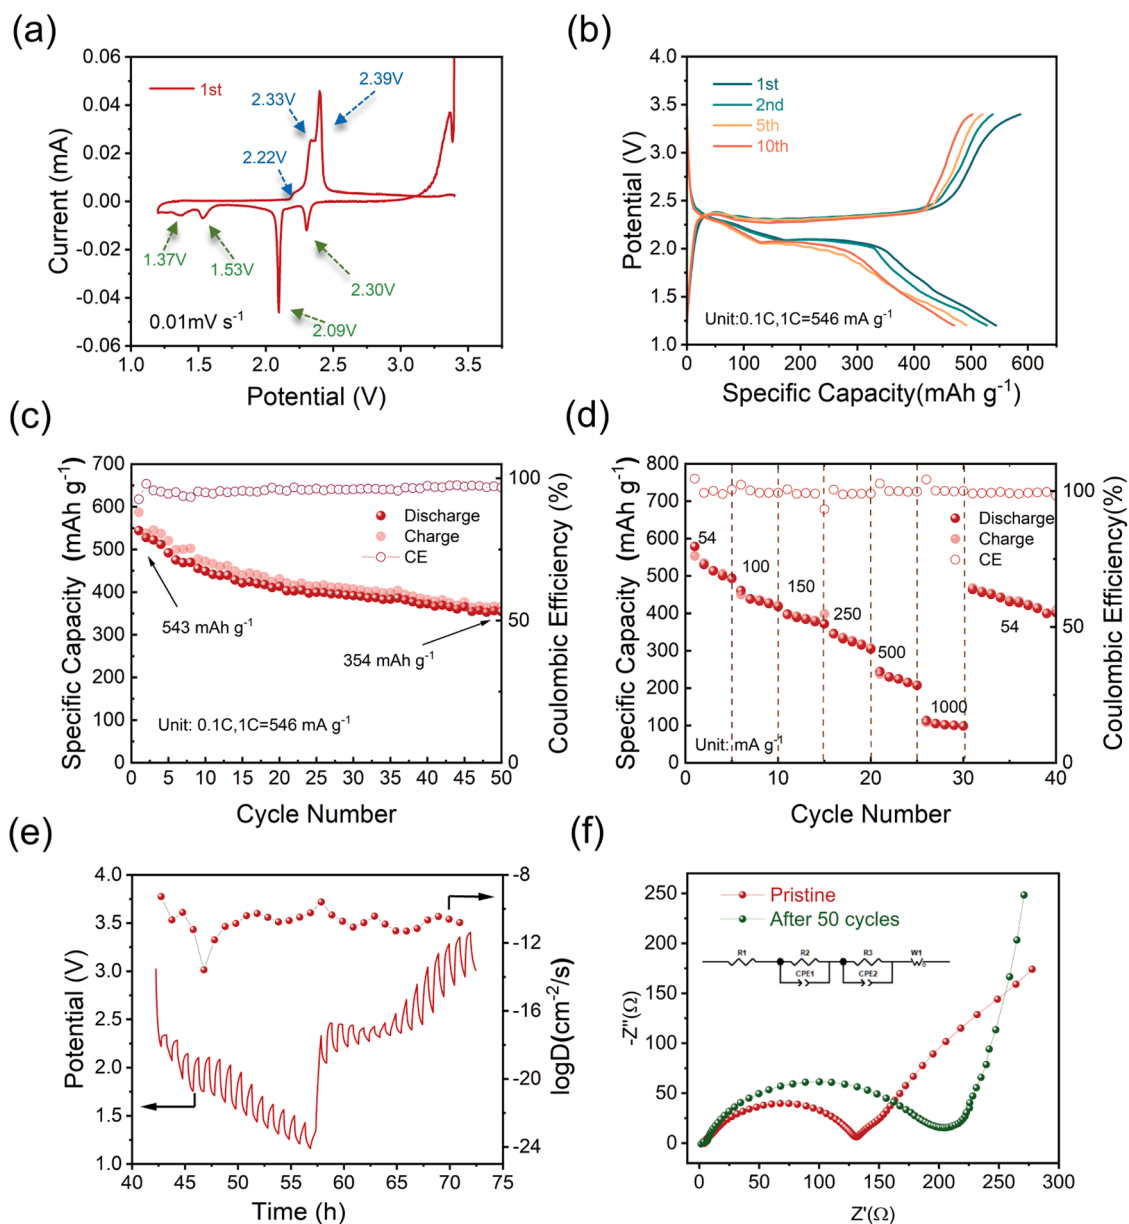 (a)
0.06
0.04
0.02
0.00
-0.02
-0.04
-0.06
Current (mA)
1st
2.39V
2.33V
2.22V
1.37V
1.53V
2.30V
2.09V
0.01mV s⁻¹
1.0 1.5 2.0 2.5 3.0 3.5
Potential (V)
(b)
4.0
3.5
3.0
2.5
2.0
1.5
1.0
Potential (V)
1st
2nd
5th
10th
Unit:0.1C,1C=546 mA g⁻¹
0 100 200 300 400 500 600
Specific Capacity(mAh g⁻¹)
(c)
700
600
500
400
300
200
100
0
Specific Capacity (mAh g⁻¹)
Discharge
Charge
CE
543 mAh g⁻¹
354 mAh g⁻¹
Unit: 0.1C,1C=546 mA g⁻¹
100
50
0
Coulombic Efficiency (%)
0 5 10 15 20 25 30 35 40 45 50
Cycle Number
(d)
800
700
600
500
400
300
200
100
0
Specific Capacity (mAh g⁻¹)
54
100
150
250
500
1000
54
Discharge
Charge
CE
Unit: mA g⁻¹
100
50
0
Coulombic Efficiency(%)
0 10 20 30 40
Cycle Number
(e)
4.0
3.5
3.0
2.5
2.0
1.5
1.0
Potential (V)
-8
-12
-16
-20
-24
logD(cm⁻²/s)
40 45 50 55 60 65 70 75
Time (h)
(f)
250
200
150
100
50
0
-Z''(Ω)
Pristine
After 50 cycles
R1 R2 R3 W1
CPE1 CPE2
0 50 100 150 200 250 300
Z'(Ω)